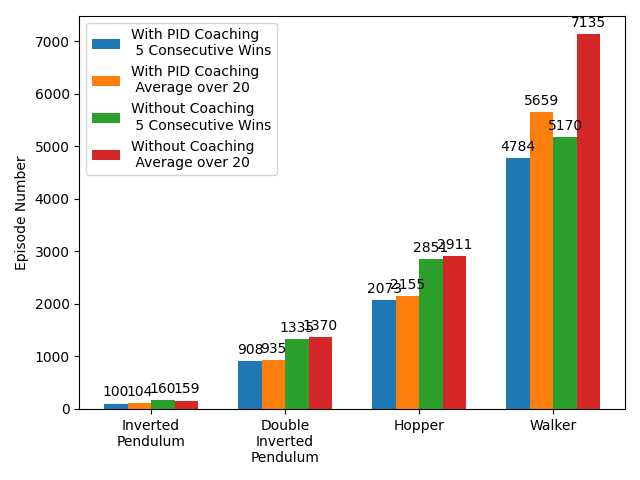 7135
With PID Coaching
5 Consecutive Wins
With PID Coaching
Average over 20
Without Coaching
5 Consecutive Wins
Without Coaching
Average over 20
7000
6000
5000
4000
3000
2000
1000
0
Episode Number
100 104 160 159
908 935 1335 1370
2073 2155 2851 2911
4784 5659 5170
Inverted
Pendulum
Double
Inverted
Pendulum
Hopper
Walker